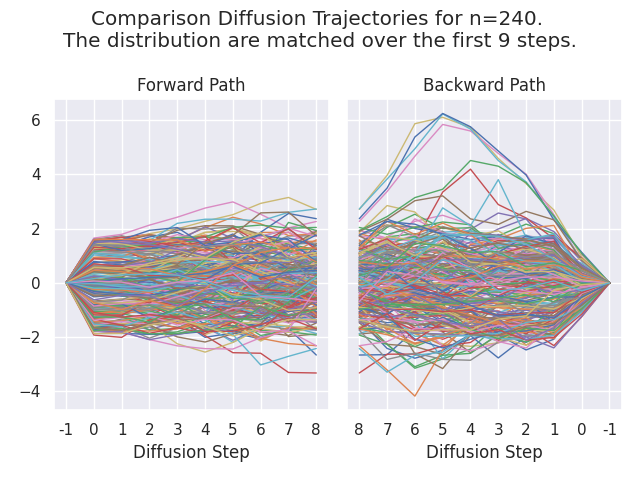 Comparison Diffusion Trajectories for n=240.
The distribution are matched over the first 9 steps.
Forward Path
Backward Path
6
4
2
0
−2
−4
-1 0 1 2 3 4 5 6 7 8
8 7 6 5 4 3 2 1 0 -1
Diffusion Step
Diffusion Step